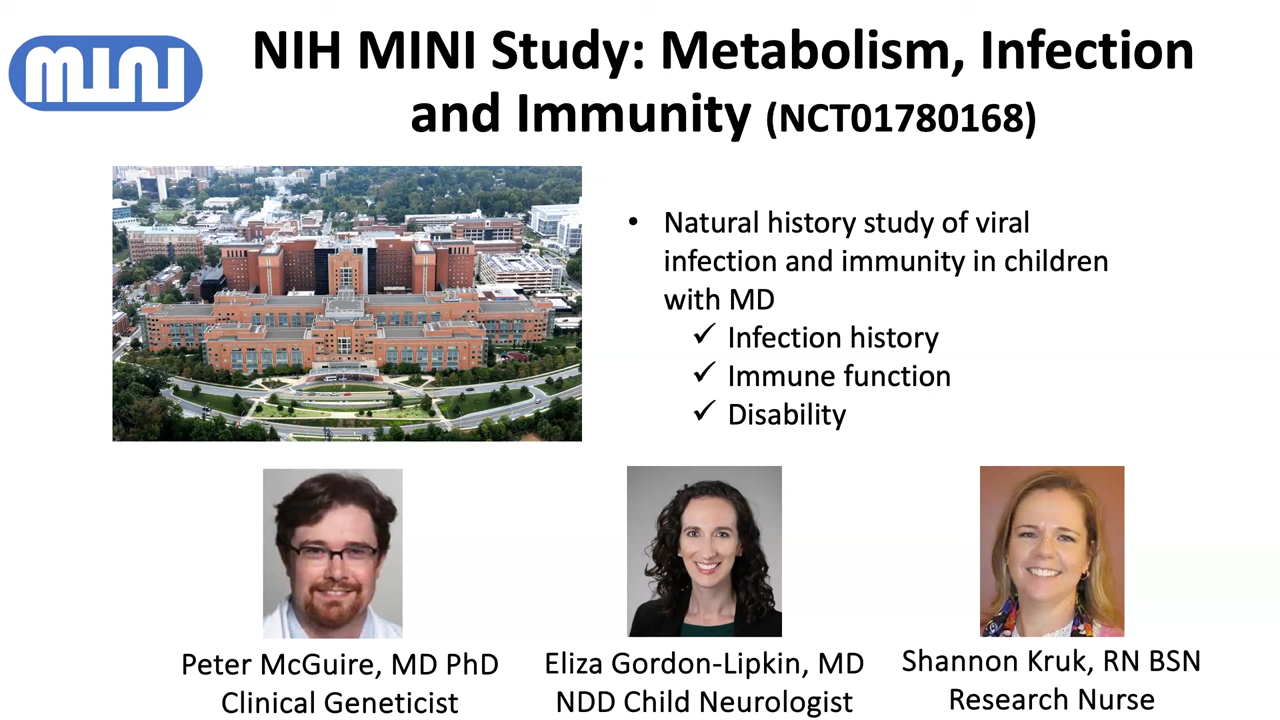 mini
NIH MINI Study: Metabolism, Infection
and Immunity (NCT01780168)
• Natural history study of viral
infection and immunity in children
with MD
✓ Infection history
✓ Immune function
✓ Disability
Peter McGuire, MD PhD
Clinical Geneticist
Eliza Gordon-Lipkin, MD
NDD Child Neurologist
Shannon Kruk, RN BSN
Research Nurse